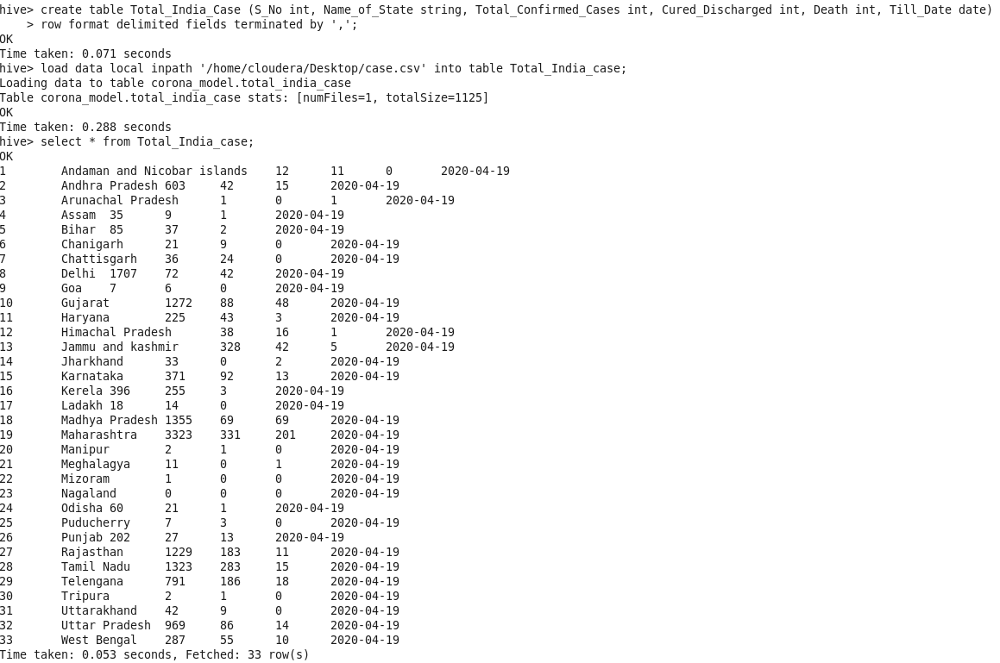 hive> create table Total_India_Case (S_No int, Name_of_State string, Total_Confirmed_Cases int, Cured_Discharged int, Death int, Till_Date date)
    > row format delimited fields terminated by ',';
OK
Time taken: 0.071 seconds
hive> load data local inpath '/home/cloudera/Desktop/case.csv' into table Total_India_case;
Loading data to table corona_model.total_india_case
Table corona_model.total_india_case stats: [numFiles=1, totalSize=1125]
OK
Time taken: 0.288 seconds
hive> select * from Total_India_case;
OK
1	Andaman and Nicobar islands	12	11	0	2020-04-19
2	Andhra Pradesh	603	42	15	2020-04-19
3	Arunachal Pradesh	1	0	1	2020-04-19
4	Assam	35	9	1	2020-04-19
5	Bihar	85	37	2	2020-04-19
6	Chanigarh	21	9	0	2020-04-19
7	Chattisgarh	36	24	0	2020-04-19
8	Delhi	1707	72	42	2020-04-19
9	Goa	7	6	0	2020-04-19
10	Gujarat	1272	88	48	2020-04-19
11	Haryana	225	43	3	2020-04-19
12	Himachal Pradesh	38	16	1	2020-04-19
13	Jammu and kashmir	328	42	5	2020-04-19
14	Jharkhand	33	0	2	2020-04-19
15	Karnataka	371	92	13	2020-04-19
16	Kerela	396	255	3	2020-04-19
17	Ladakh	18	14	0	2020-04-19
18	Madhya Pradesh	1355	69	69	2020-04-19
19	Maharashtra	3323	331	201	2020-04-19
20	Manipur	2	1	0	2020-04-19
21	Meghalagya	11	0	1	2020-04-19
22	Mizoram	1	0	0	2020-04-19
23	Nagaland	0	0	0	2020-04-19
24	Odisha	60	21	1	2020-04-19
25	Puducherry	7	3	0	2020-04-19
26	Punjab	202	27	13	2020-04-19
27	Rajasthan	1229	183	11	2020-04-19
28	Tamil Nadu	1323	283	15	2020-04-19
29	Telengana	791	186	18	2020-04-19
30	Tripura	2	1	0	2020-04-19
31	Uttarakhand	42	9	0	2020-04-19
32	Uttar Pradesh	969	86	14	2020-04-19
33	West Bengal	287	55	10	2020-04-19
Time taken: 0.053 seconds, Fetched: 33 row(s)